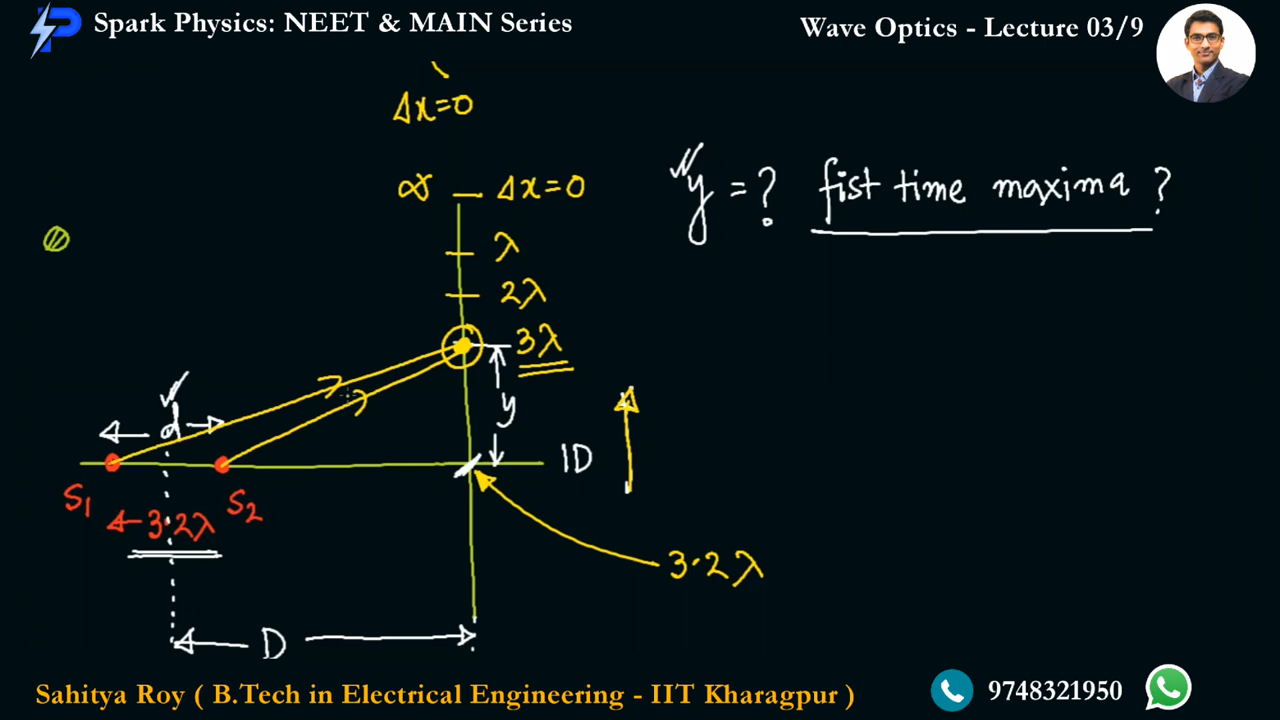 Spark Physics: NEET & MAIN Series
Wave Optics - Lecture 03/9
Δx=0
∝ Δx=0
λ
2λ
3λ
y = ? fist time maxima ?
d
y
1D
S1 S2
3.2λ
3.2λ
D
Sahitya Roy ( B.Tech in Electrical Engineering - IIT Kharagpur )
9748321950